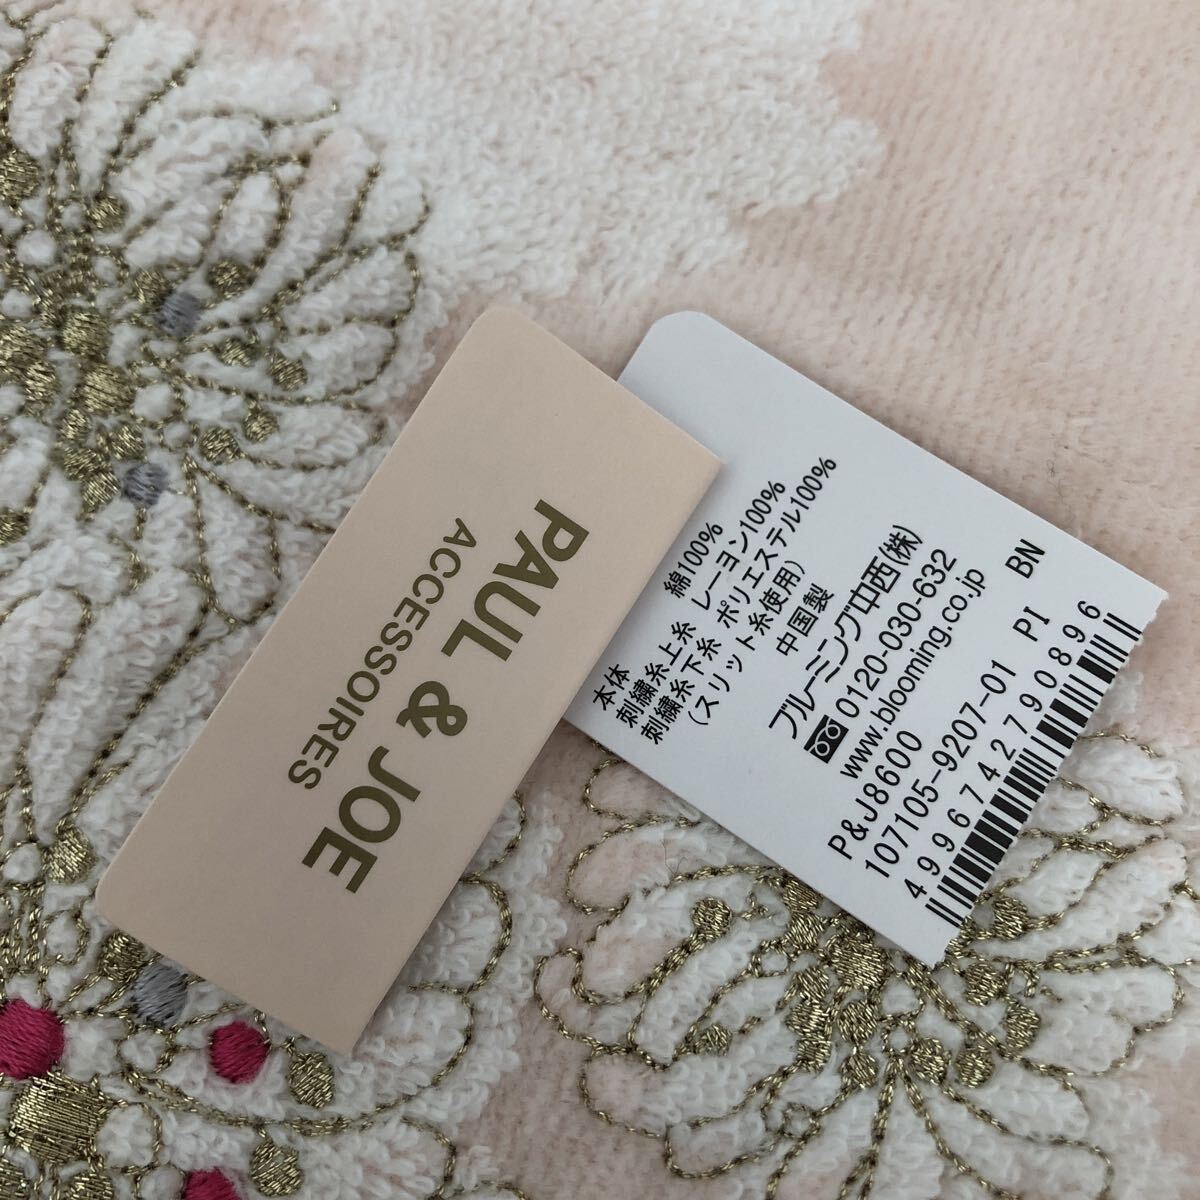 PAUL & JOE
ACCESSOIRES
本体 綿100%
刺繍糸上糸 レーヨン100%
刺繍糸下糸 ポリエステル100%
(スリット糸使用)
中国製
ブルーミング中西(株)
0120-030-632
www.blooming.co.jp
P&J8600 BN
107105-9207-01 PI
4996742790896